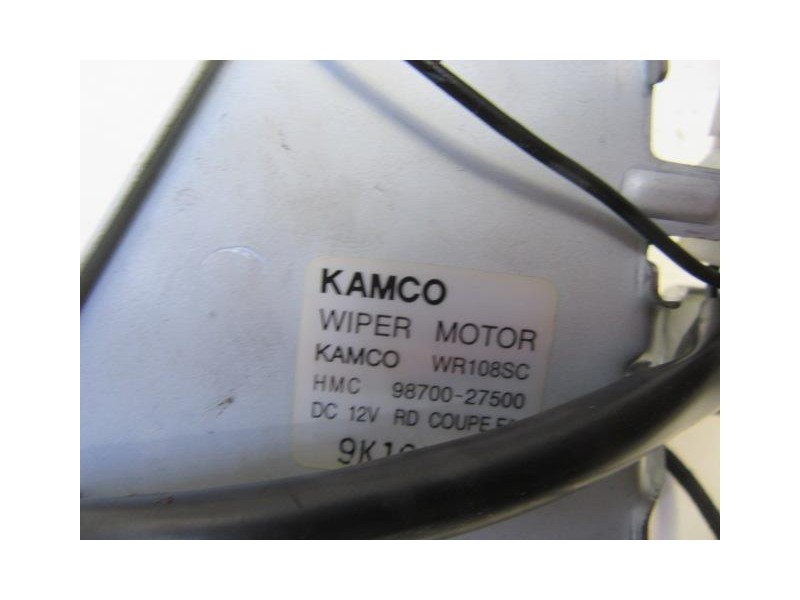 KAMCO
WIPER MOTOR
KAMCO WR108SC
HMC 98700-27500
DC 12V RD COUPE